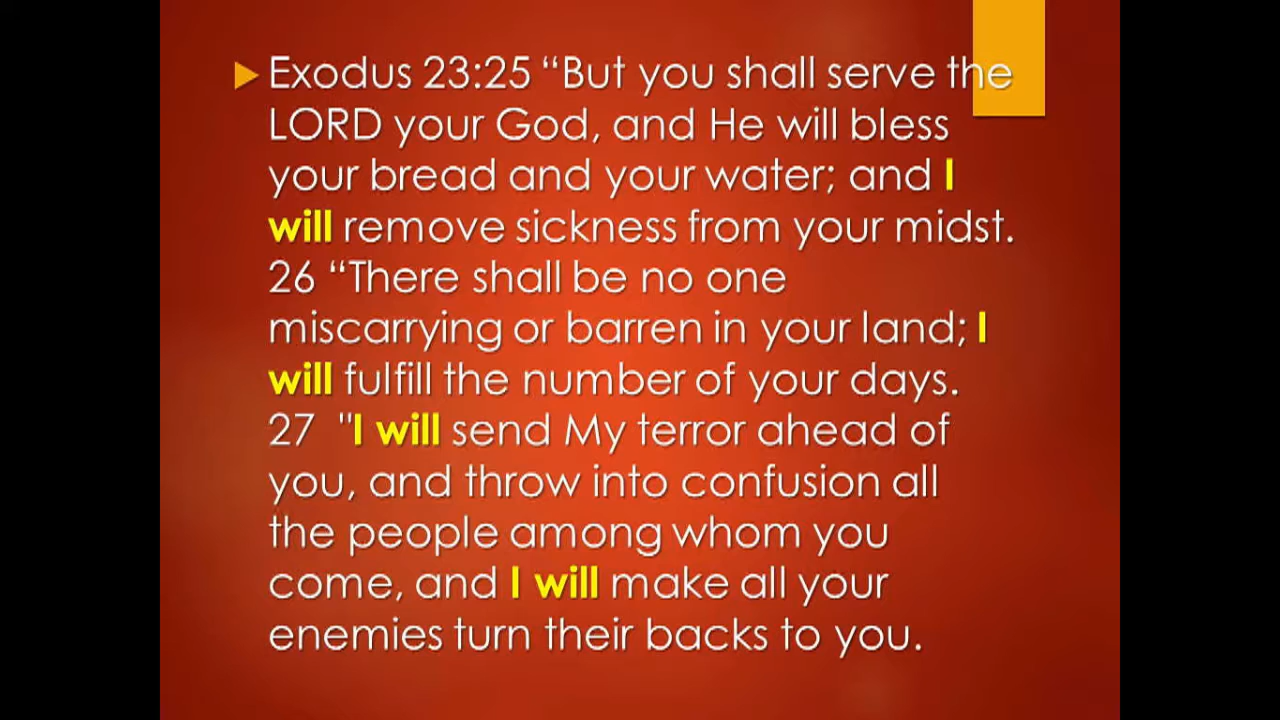 Exodus 23:25 “But you shall serve the
LORD your God, and He will bless
your bread and your water; and I
will remove sickness from your midst.
26 “There shall be no one
miscarrying or barren in your land; I
will fulfill the number of your days.
27  "I will send My terror ahead of
you, and throw into confusion all
the people among whom you
come, and I will make all your
enemies turn their backs to you.